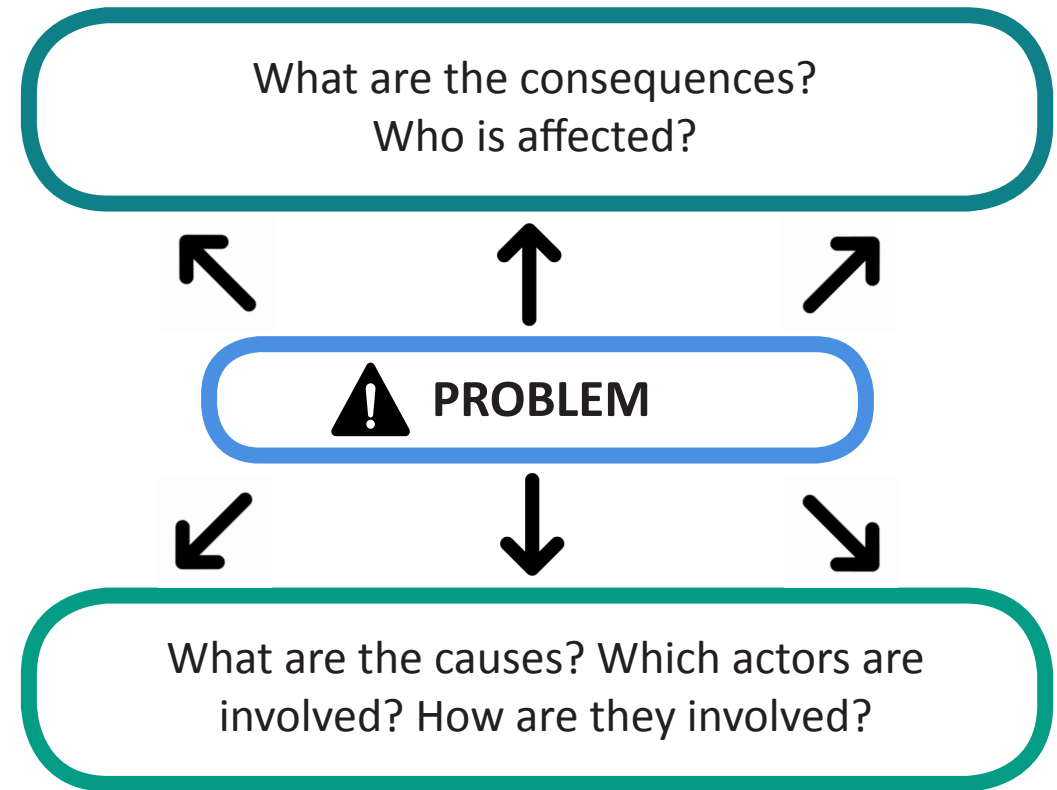 What are the consequences?
Who is affected?
PROBLEM
What are the causes? Which actors are
involved? How are they involved?